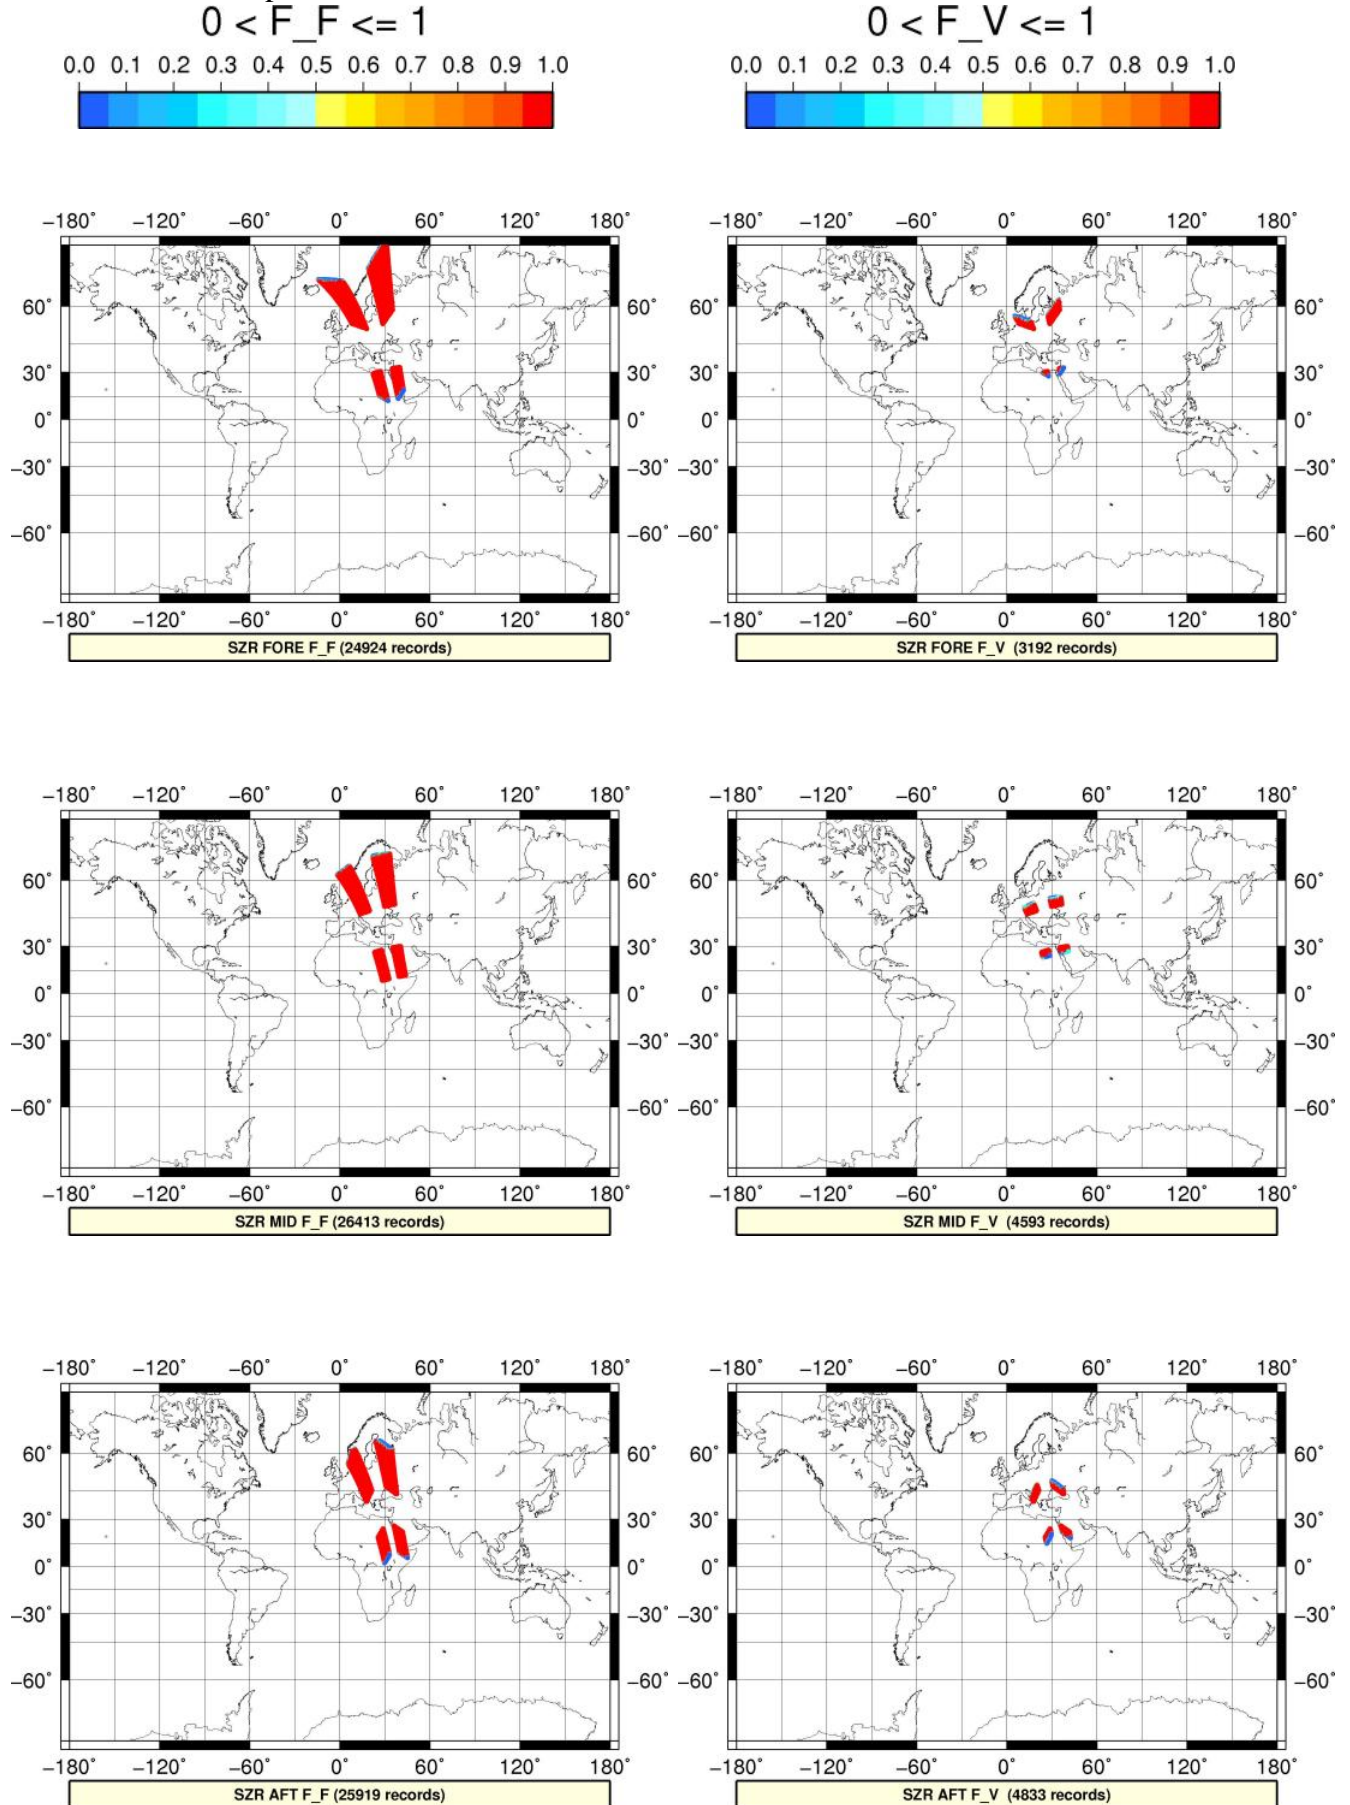 0 < F_F <= 1 0 < F_V <= 1
0.0 0.1 0.2 0.3 0.4 0.5 0.6 0.7 0.8 0.9 1.0 0.0 0.1 0.2 0.3 0.4 0.5 0.6 0.7 0.8 0.9 1.0
−180˚ −120˚ −60˚ 0˚ 60˚ 120˚ 180˚ −180˚ −120˚ −60˚ 0˚ 60˚ 120˚ 180˚
60˚ 60˚ 60˚ 60˚
30˚ 30˚ 30˚ 30˚
0˚ 0˚ 0˚ 0˚
−30˚ −30˚ −30˚ −30˚
−60˚ −60˚ −60˚ −60˚
−180˚ −120˚ −60˚ 0˚ 60˚ 120˚ 180˚ −180˚ −120˚ −60˚ 0˚ 60˚ 120˚ 180˚
SZR FORE F_F (24924 records) SZR FORE F_V (3192 records)
−180˚ −120˚ −60˚ 0˚ 60˚ 120˚ 180˚ −180˚ −120˚ −60˚ 0˚ 60˚ 120˚ 180˚
60˚ 60˚ 60˚ 60˚
30˚ 30˚ 30˚ 30˚
0˚ 0˚ 0˚ 0˚
−30˚ −30˚ −30˚ −30˚
−60˚ −60˚ −60˚ −60˚
−180˚ −120˚ −60˚ 0˚ 60˚ 120˚ 180˚ −180˚ −120˚ −60˚ 0˚ 60˚ 120˚ 180˚
SZR MID F_F (26413 records) SZR MID F_V (4593 records)
−180˚ −120˚ −60˚ 0˚ 60˚ 120˚ 180˚ −180˚ −120˚ −60˚ 0˚ 60˚ 120˚ 180˚
60˚ 60˚ 60˚ 60˚
30˚ 30˚ 30˚ 30˚
0˚ 0˚ 0˚ 0˚
−30˚ −30˚ −30˚ −30˚
−60˚ −60˚ −60˚ −60˚
−180˚ −120˚ −60˚ 0˚ 60˚ 120˚ 180˚ −180˚ −120˚ −60˚ 0˚ 60˚ 120˚ 180˚
SZR AFT F_F (25919 records) SZR AFT F_V (4833 records)